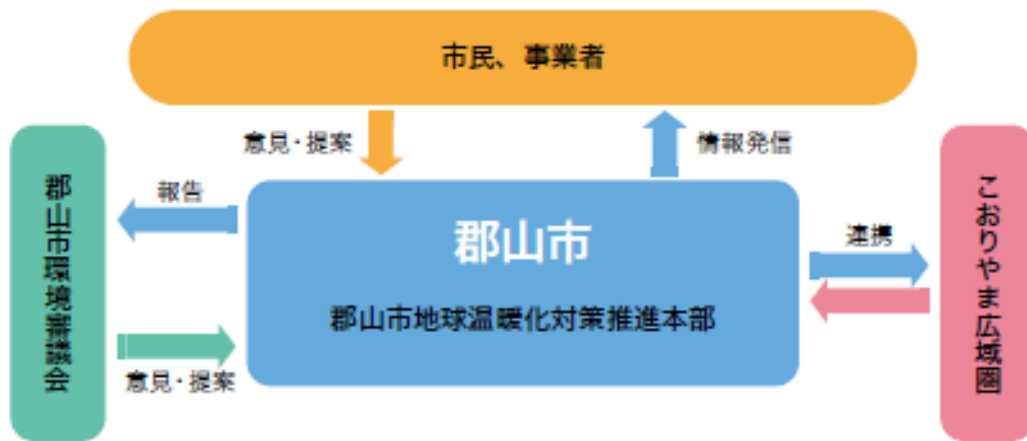 市民、事業者
意見・提案
情報発信
郡山市環境審議会
報告
郡山市
郡山市地球温暖化対策推進本部
連携
こおりやま広域圏
意見・提案